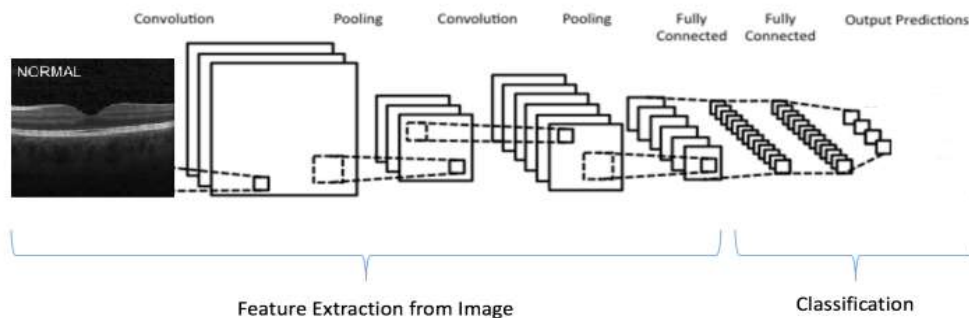 Convolution
Pooling
Convolution
Pooling
Fully
Connected
Fully
Connected
Output Predictions
NORMAL
Feature Extraction from Image
Classification